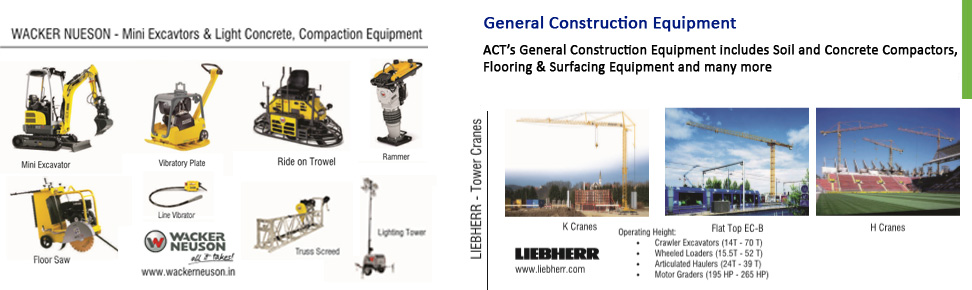 WACKER NUESON - Mini Excavtors & Light Concrete, Compaction Equipment
Mini Excavator
Vibratory Plate
Ride on Trowel
Rammer
Floor Saw
Line Vibrator
WACKER
NEUSON
all it takes!
www.wackerneuson.in
Truss Screed
Lighting Tower
General Construction Equipment
ACT's General Construction Equipment includes Soil and Concrete Compactors,
Flooring & Surfacing Equipment and many more
LIEBHERR - Tower Cranes
K Cranes
Flat Top EC-B
H Cranes
LIEBHERR
www.liebherr.com
Operating Height:
• Crawler Excavators (14T - 70 T)
• Wheeled Loaders (15.5T - 52 T)
• Articulated Haulers (24T - 39 T)
• Motor Graders (195 HP - 265 HP)